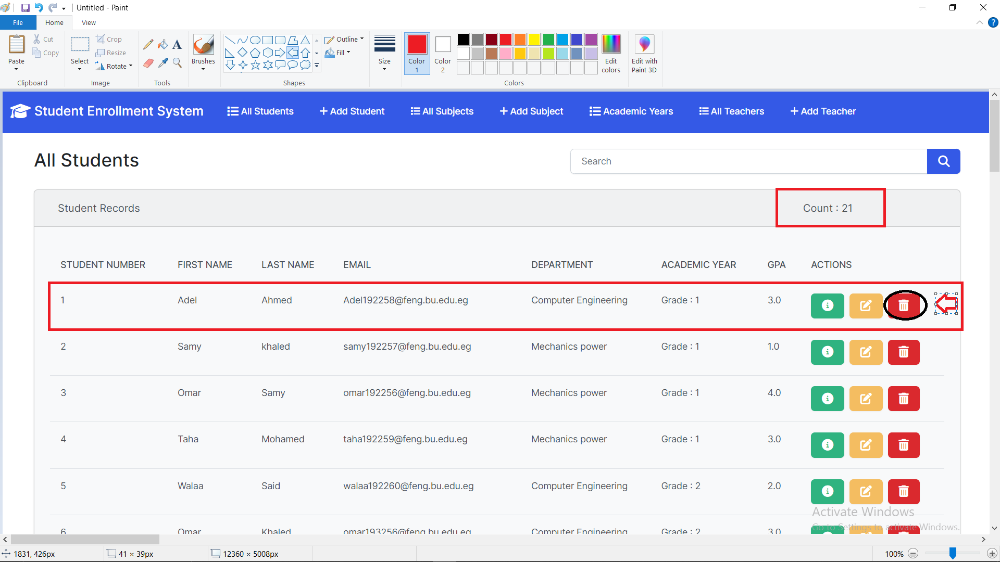 Untitled - Paint
File Home View
Paste
Cut
Copy
Clipboard
Select
Crop
Resize
Rotate
Image
Tools
Brushes
Shapes
Outline
Fill
Size
Color 1
Color 2
Colors
Edit colors
Edit with Paint 3D
Student Enrollment System All Students + Add Student All Subjects + Add Subject Academic Years All Teachers + Add Teacher
All Students
Search
Student Records Count : 21
STUDENT NUMBER FIRST NAME LAST NAME EMAIL DEPARTMENT ACADEMIC YEAR GPA ACTIONS
1 Adel Ahmed Adel192258@feng.bu.edu.eg Computer Engineering Grade : 1 3.0
2 Samy khaled samy192257@feng.bu.edu.eg Mechanics power Grade : 1 1.0
3 Omar Samy omar192256@feng.bu.edu.eg Mechanics power Grade : 1 4.0
4 Taha Mohamed taha192259@feng.bu.edu.eg Mechanics power Grade : 1 3.0
5 Walaa Said walaa192260@feng.bu.edu.eg Computer Engineering Grade : 2 2.0
Activate Windows
Go to Settings to activate Windows.
6 Omar Khaled omar193256@feng.bu.edu.eg Computer Engineering Grade : 2 3.0
1831, 426px 41 × 39px 12360 × 5008px 100%